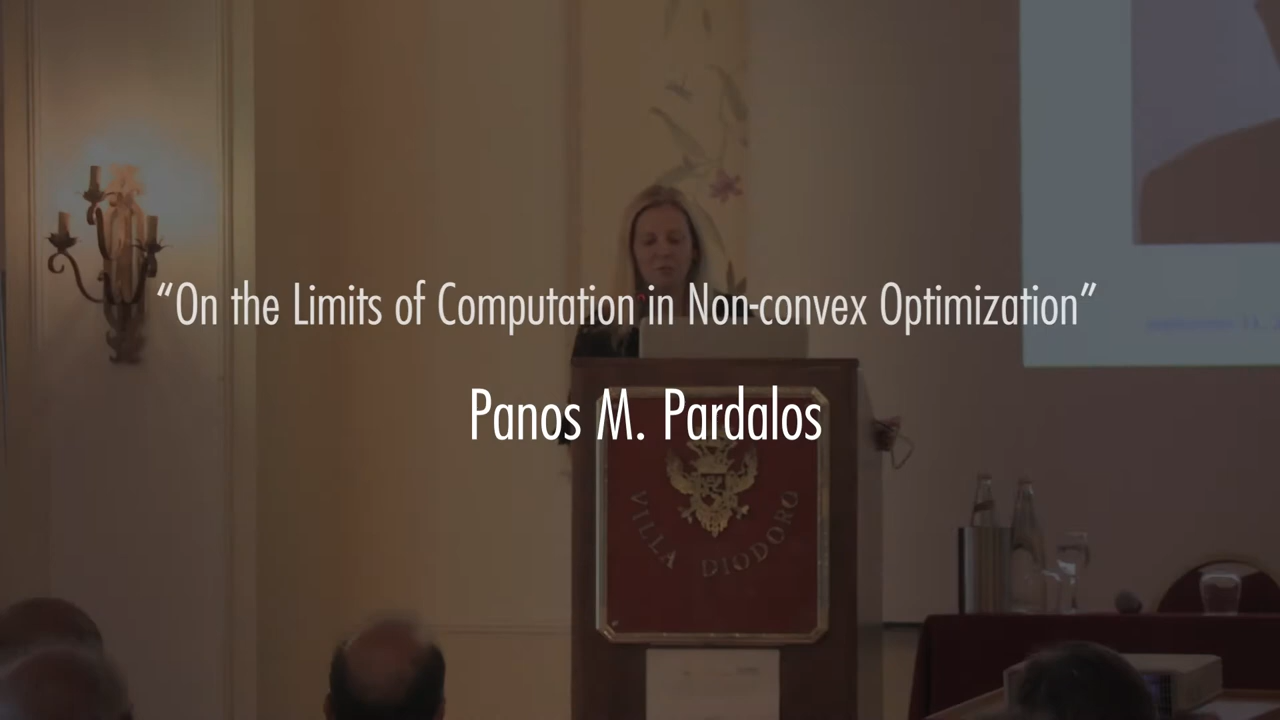 “On the Limits of Computation in Non-convex Optimization”
Panos M. Pardalos
VILLA DIODORO